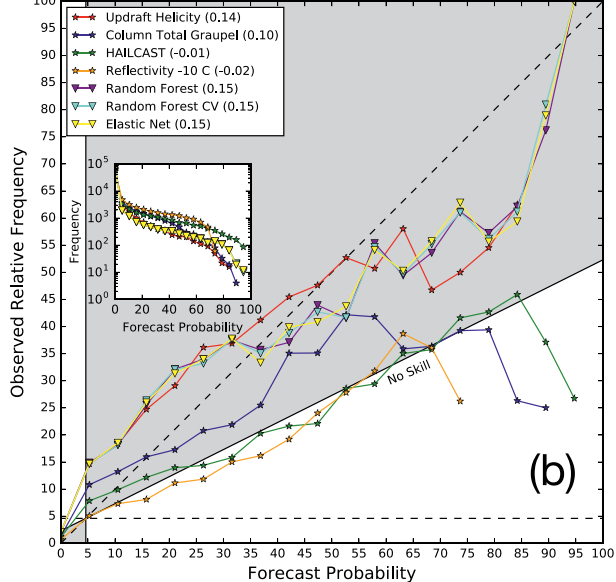 Updraft Helicity (0.14)
Column Total Graupel (0.10)
HAILCAST (-0.01)
Reflectivity -10 C (-0.02)
Random Forest (0.15)
Random Forest CV (0.15)
Elastic Net (0.15)
Observed Relative Frequency
100
95
90
85
80
75
70
65
60
55
50
45
40
35
30
25
20
15
10
5
0
Frequency
10^5
10^4
10^3
10^2
10^1
10^0
0 20 40 60 80 100
Forecast Probability
No Skill
(b)
0 5 10 15 20 25 30 35 40 45 50 55 60 65 70 75 80 85 90 95 100
Forecast Probability